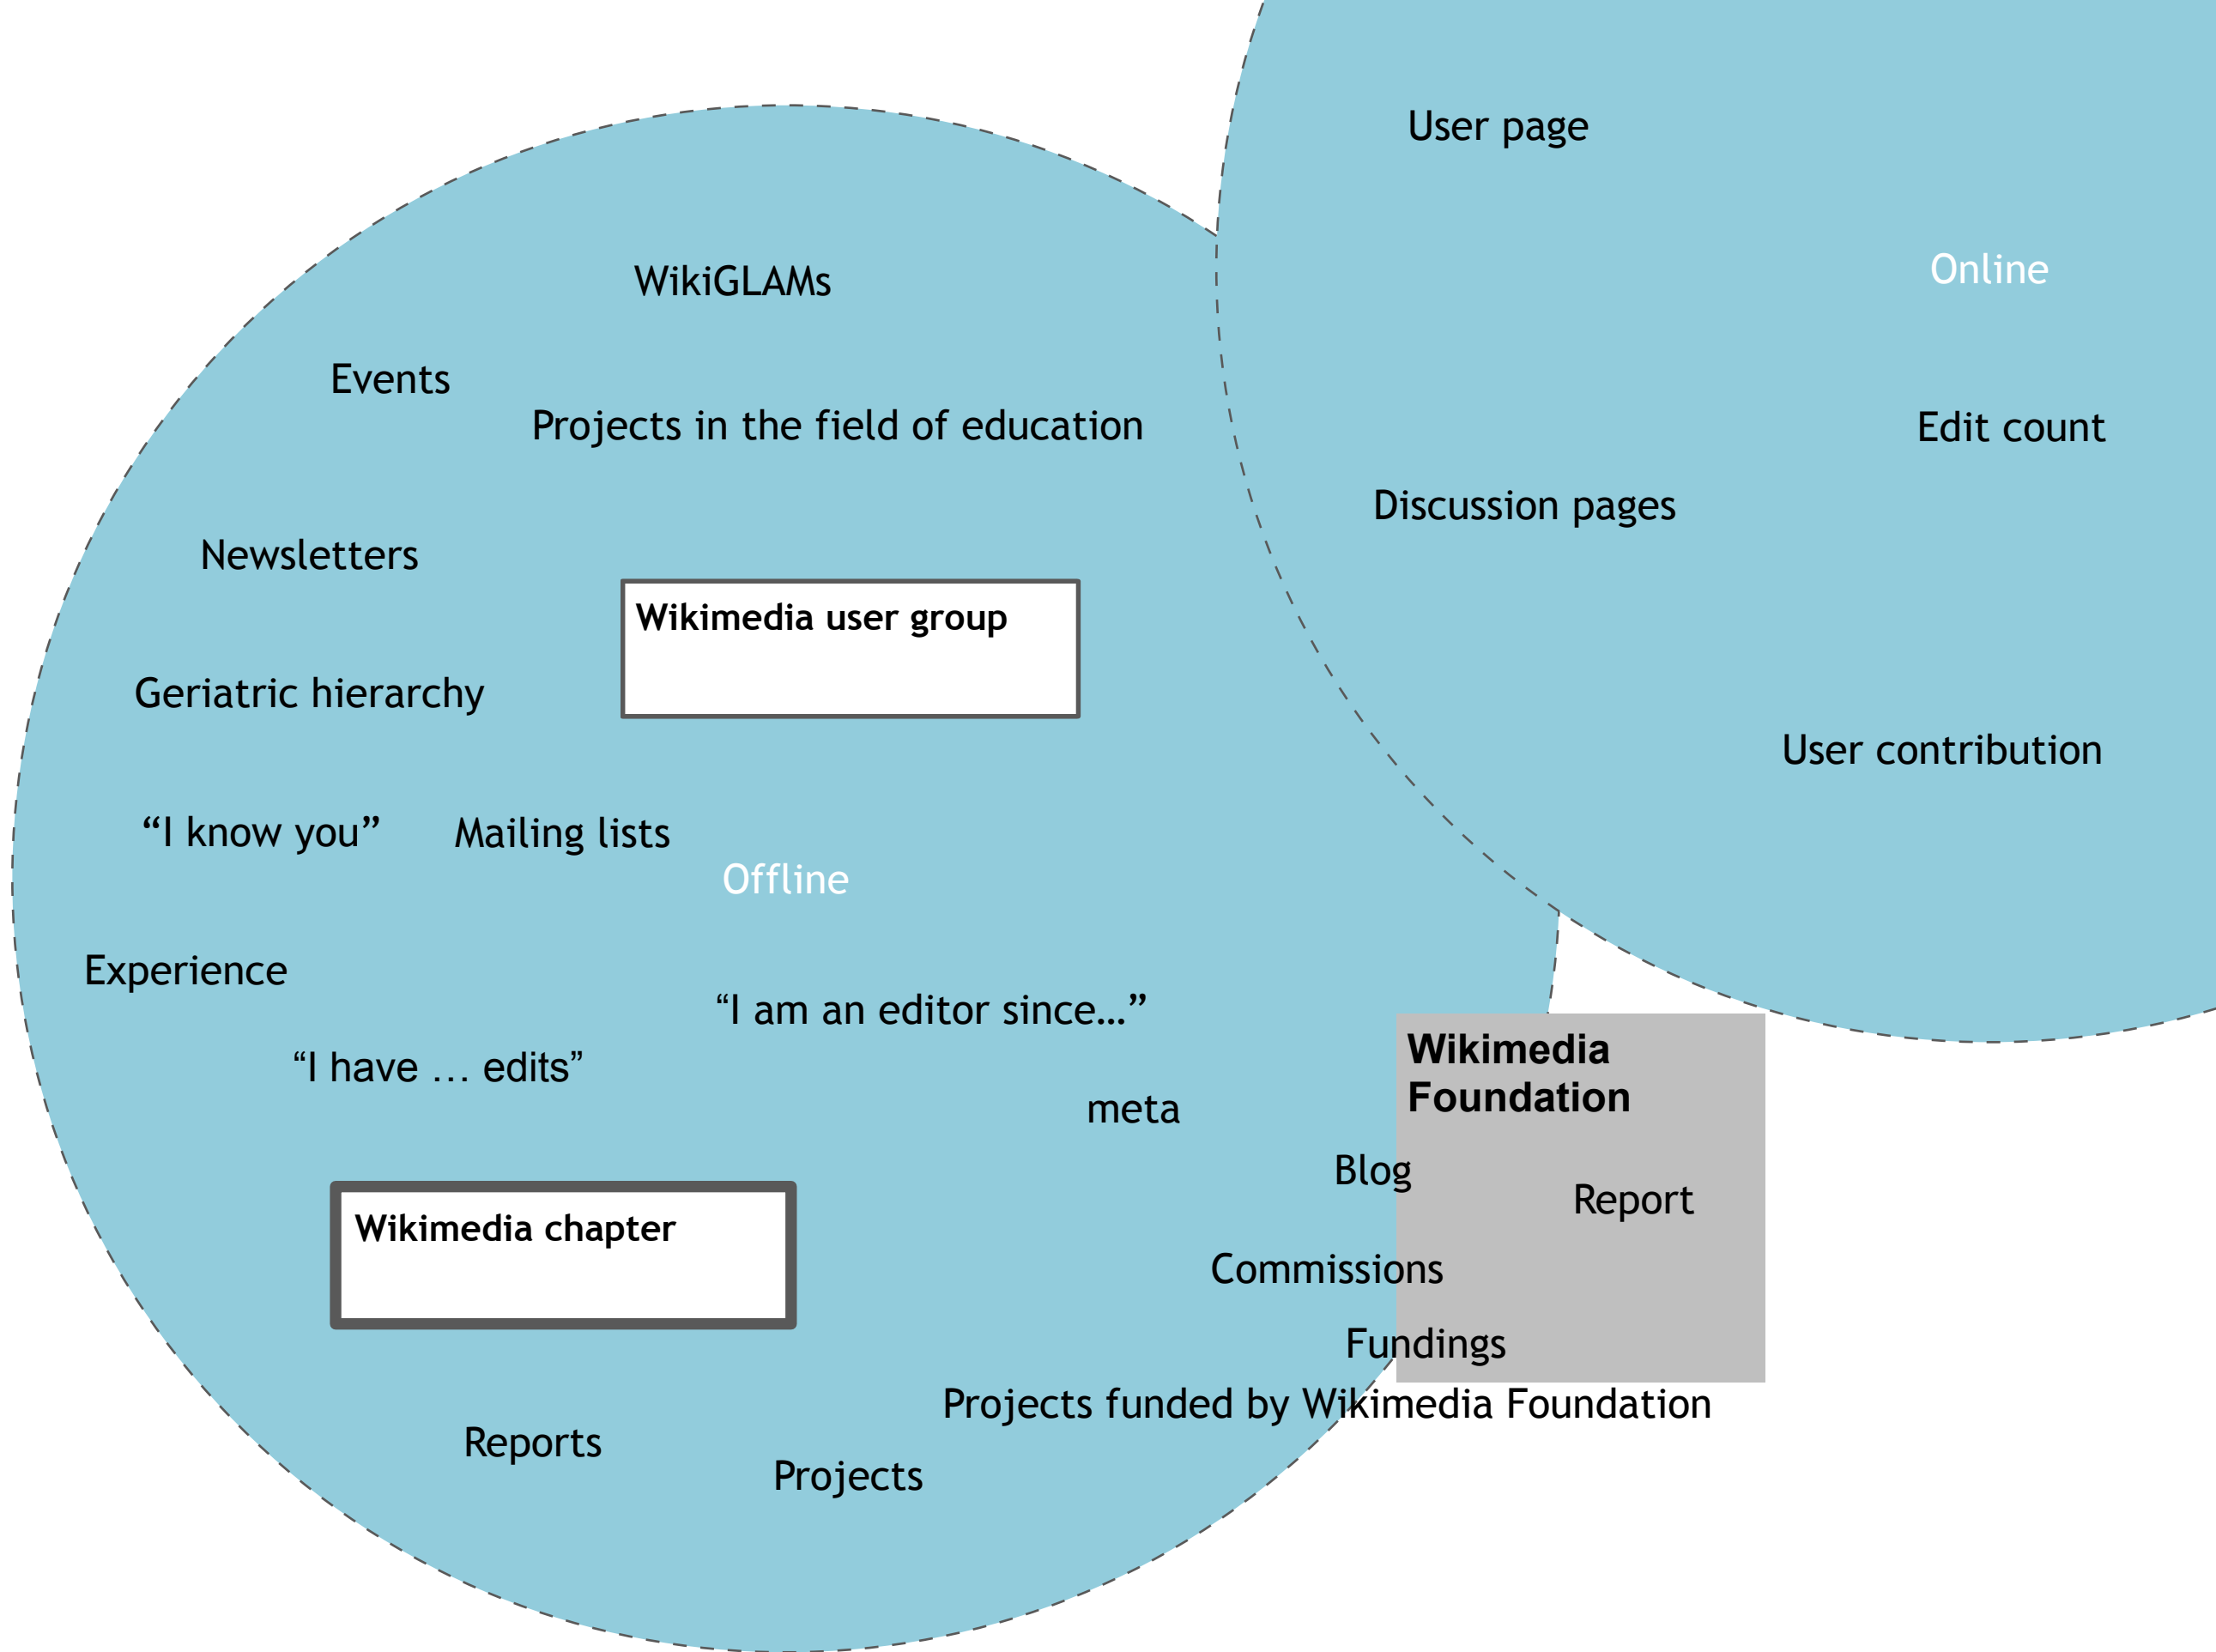 User page
Online
WikiGLAMs
Events
Projects in the field of education
Edit count
Discussion pages
Newsletters
Wikimedia user group
Geriatric hierarchy
User contribution
“I know you”
Mailing lists
Offline
Experience
“I am an editor since…”
“I have … edits”
Wikimedia
Foundation
meta
Blog
Report
Wikimedia chapter
Commissions
Fundings
Projects funded by Wikimedia Foundation
Reports
Projects